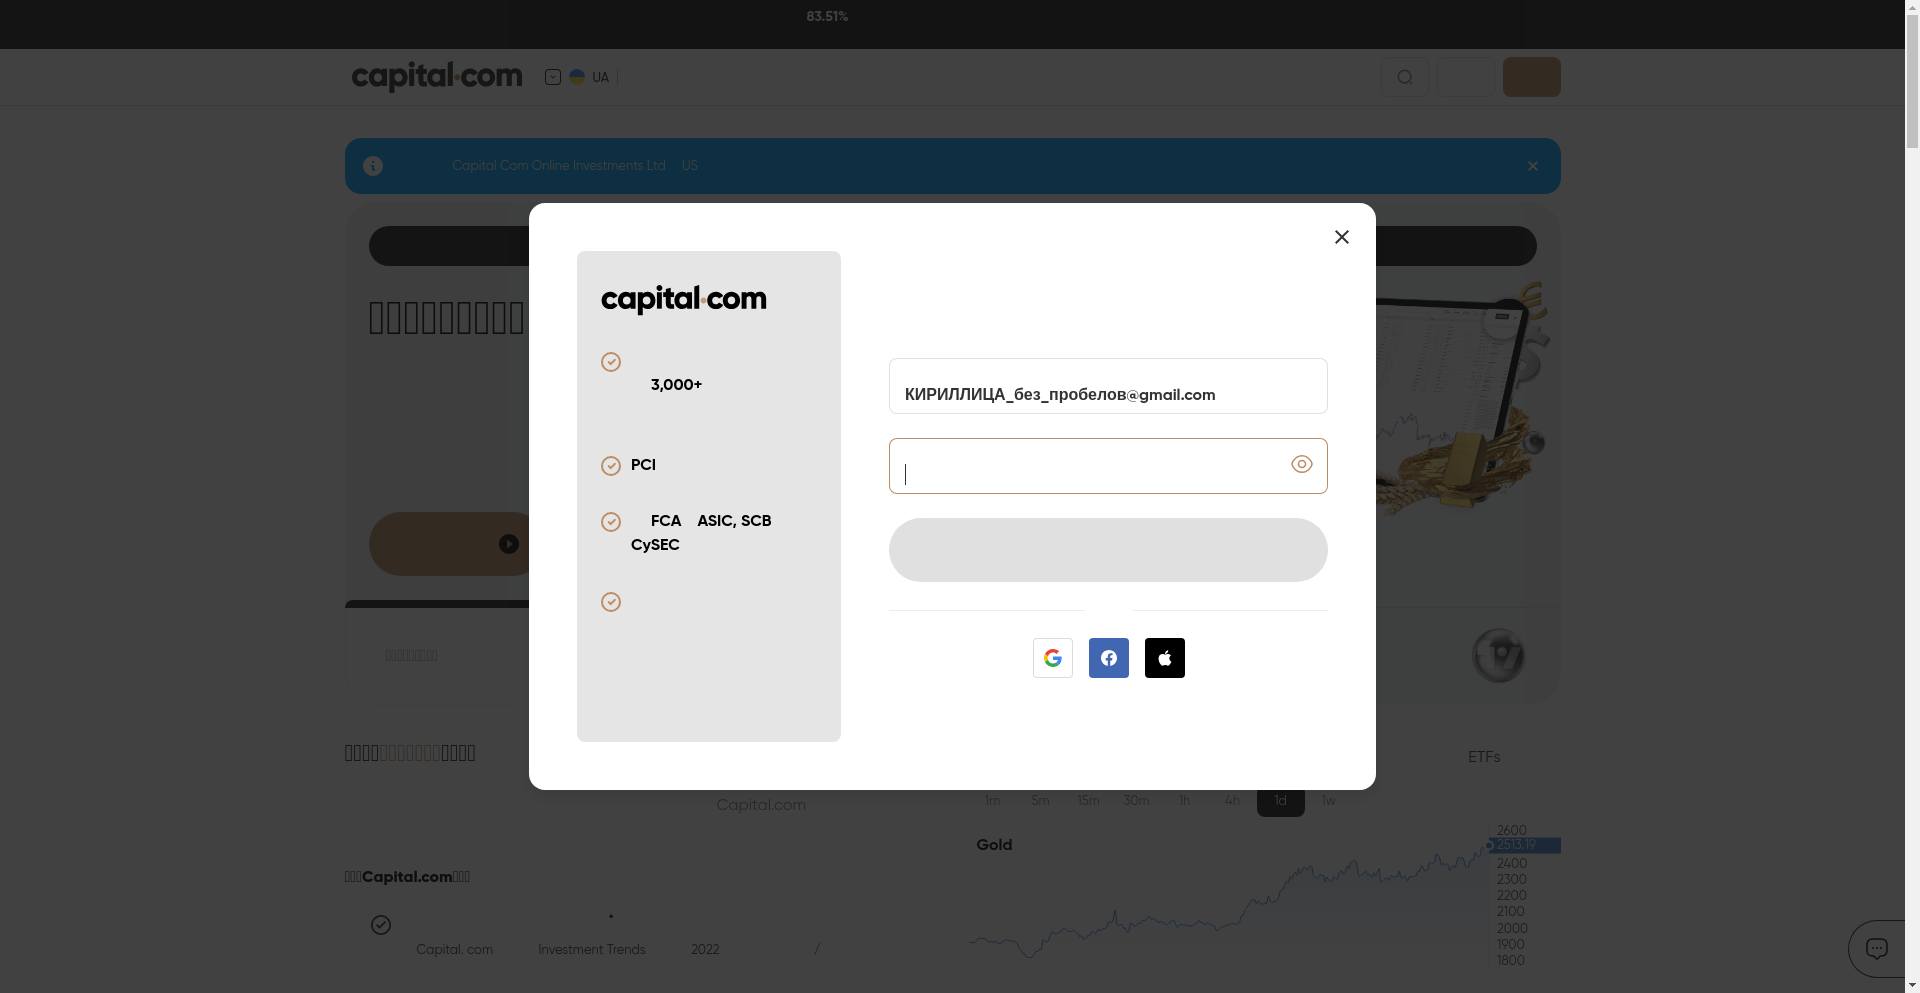 83.51%
capital.com
UA
Capital Com Online Investments Ltd US
capital.com
3,000+
PCI
FCA ASIC, SCB
CySEC
КИРИЛЛИЦА_без_пробелов@gmail.com
ETFs
Capital.com
1m 5m 15m 30m 1h 4h 1d 1w
Gold
2600
2513.19
2400
2300
2200
2100
2000
1900
1800
Capital.com
Capital. com Investment Trends 2022 /